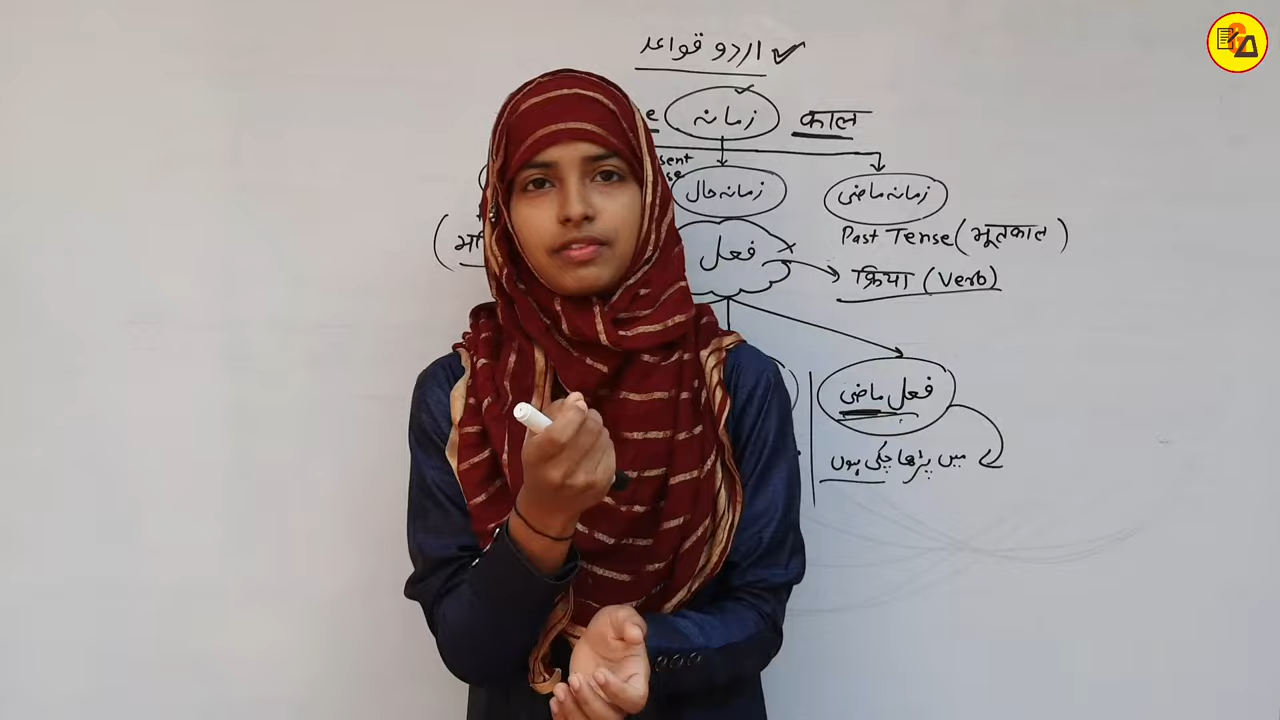 اردو قواعد ✓
زمانہ काल
زمانہ حال زمانہ ماضی
Past Tense (भूतकाल)
فعل क्रिया (Verb)
فعل ماضی
میں پڑھا چکی ہوں